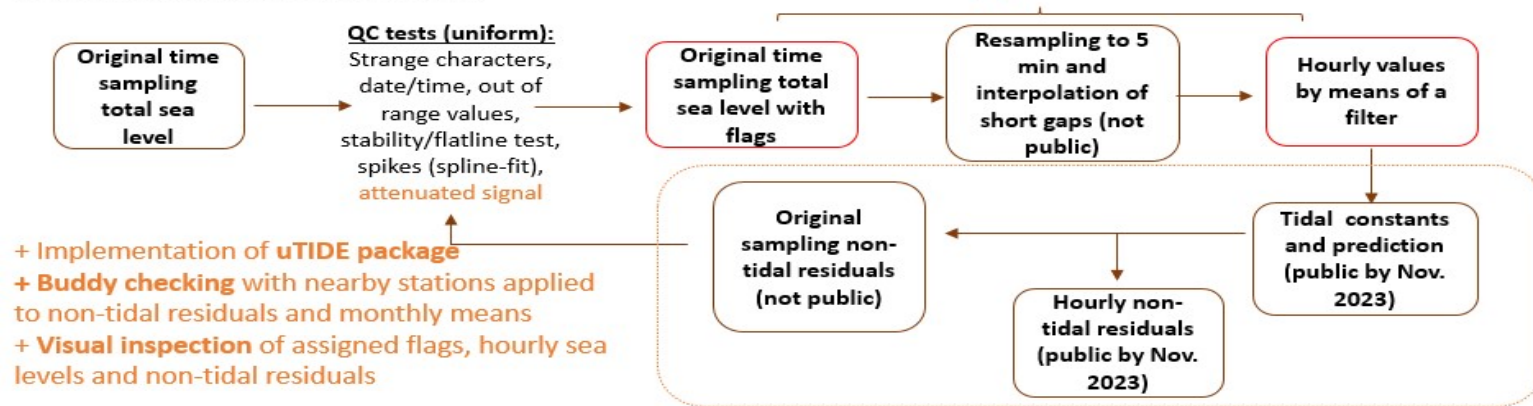 Original time
sampling
total sea
level
QC tests (uniform):
Strange characters,
date/time, out of
range values,
stability/flatline test,
spikes (spline-fit),
attenuated signal
Original time
sampling total
sea level with
flags
Resampling to 5
min and
interpolation of
short gaps (not
public)
Hourly values
by means of a
filter
Tidal constants
and prediction
(public by Nov.
2023)
Hourly non-
tidal residuals
(public by Nov.
2023)
Original
sampling non-
tidal residuals
(not public)
+ Implementation of uTIDE package
+ Buddy checking with nearby stations applied
to non-tidal residuals and monthly means
+ Visual inspection of assigned flags, hourly sea
levels and non-tidal residuals